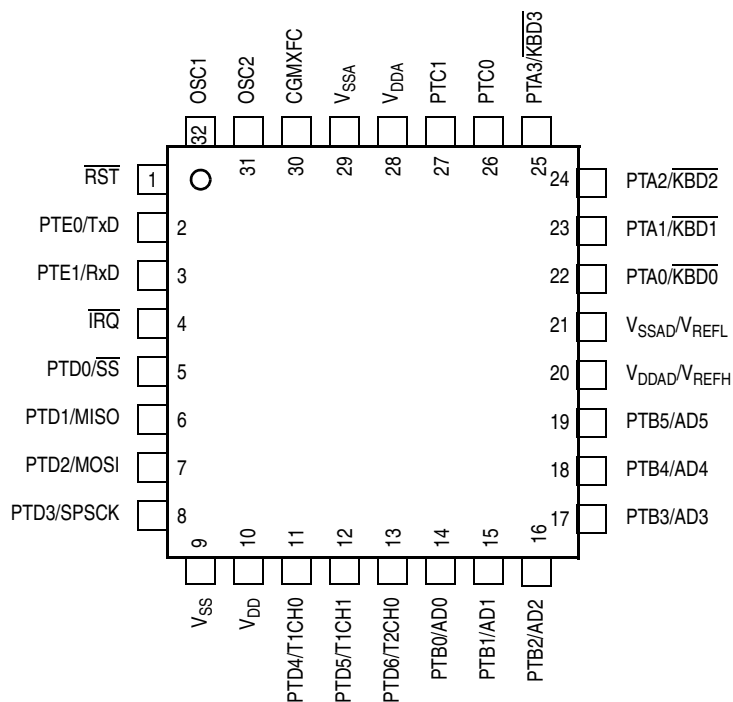 OSC1
OSC2
CGMXFC
VSSA
VDDA
PTC1
PTC0
PTA3/KBD3
32
31
30
29
28
27
26
25
RST
1
PTE0/TxD
2
PTE1/RxD
3
IRQ
4
PTD0/SS
5
PTD1/MISO
6
PTD2/MOSI
7
PTD3/SPSCK
8
24
PTA2/KBD2
23
PTA1/KBD1
22
PTA0/KBD0
21
VSSAD/VREFL
20
VDDAD/VREFH
19
PTB5/AD5
18
PTB4/AD4
17
PTB3/AD3
9
10
11
12
13
14
15
16
VSS
VDD
PTD4/T1CH0
PTD5/T1CH1
PTD6/T2CH0
PTB0/AD0
PTB1/AD1
PTB2/AD2